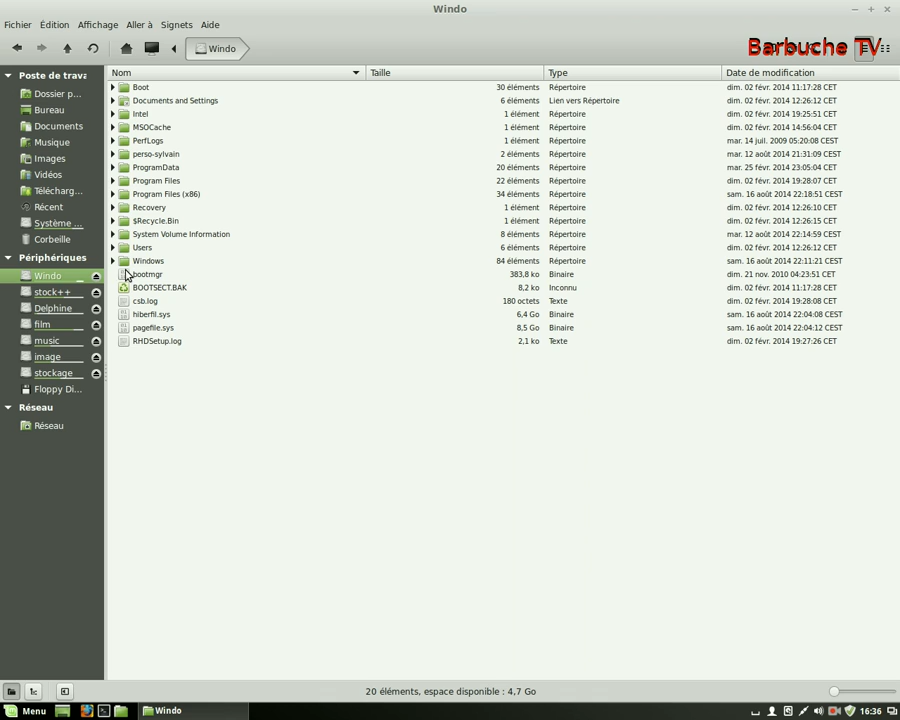 Windo
Fichier Édition Affichage Aller à Signets Aide
Windo
Barbuche TV
Poste de trava
Dossier p...
Bureau
Documents
Musique
Images
Vidéos
Télécharg...
Récent
Système ...
Corbeille
Périphériques
Windo
stock++
Delphine
film
music
image
stockage
Floppy Di...
Réseau
Réseau
Nom Taille Type Date de modification
Boot 30 éléments Répertoire dim. 02 févr. 2014 11:17:28 CET
Documents and Settings 6 éléments Lien vers Répertoire dim. 02 févr. 2014 12:26:12 CET
Intel 1 élément Répertoire dim. 02 févr. 2014 19:25:51 CET
MSOCache 1 élément Répertoire dim. 02 févr. 2014 14:56:04 CET
PerfLogs 1 élément Répertoire mar. 14 juil. 2009 05:20:08 CEST
perso-sylvain 2 éléments Répertoire mar. 12 août 2014 21:31:09 CEST
ProgramData 20 éléments Répertoire mar. 25 févr. 2014 23:05:04 CET
Program Files 22 éléments Répertoire dim. 02 févr. 2014 19:28:07 CET
Program Files (x86) 34 éléments Répertoire sam. 16 août 2014 22:18:51 CEST
Recovery 1 élément Répertoire dim. 02 févr. 2014 12:26:10 CET
$Recycle.Bin 1 élément Répertoire dim. 02 févr. 2014 12:26:15 CET
System Volume Information 8 éléments Répertoire mar. 12 août 2014 22:14:59 CEST
Users 6 éléments Répertoire dim. 02 févr. 2014 12:26:12 CET
Windows 84 éléments Répertoire sam. 16 août 2014 22:11:21 CEST
bootmgr 383,8 ko Binaire dim. 21 nov. 2010 04:23:51 CET
BOOTSECT.BAK 8,2 ko Inconnu dim. 02 févr. 2014 11:17:28 CET
csb.log 180 octets Texte dim. 02 févr. 2014 19:28:08 CET
hiberfil.sys 6,4 Go Binaire sam. 16 août 2014 22:04:08 CEST
pagefile.sys 8,5 Go Binaire sam. 16 août 2014 22:04:12 CEST
RHDSetup.log 2,1 ko Texte dim. 02 févr. 2014 19:27:26 CET
20 éléments, espace disponible : 4,7 Go
Menu Windo 16:36